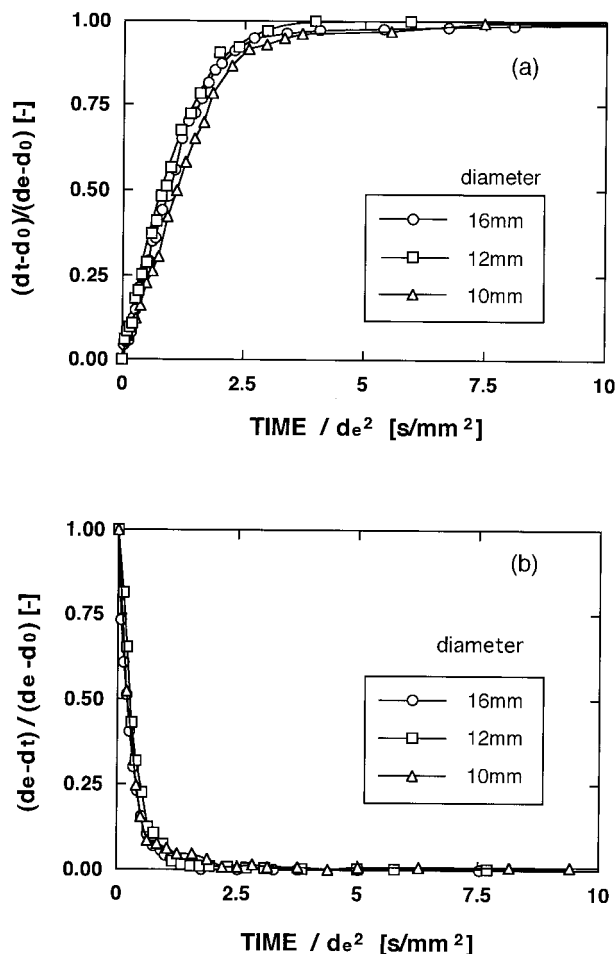 (a)
(dt-d0)/(de-d0) [-]
1.00
0.75
0.50
0.25
0.00
diameter
16mm
12mm
10mm
0 2.5 5 7.5 10
TIME / de² [s/mm²]
(b)
(de-dt) / (de-d0) [-]
1.00
0.75
0.50
0.25
0.00
diameter
16mm
12mm
10mm
0 2.5 5 7.5 10
TIME / de² [s/mm²]